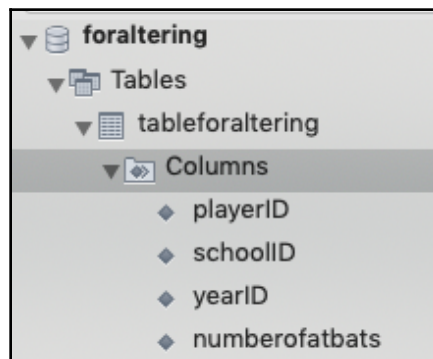 foraltering
Tables
tableforaltering
Columns
playerID
schoolID
yearID
numberofatbats